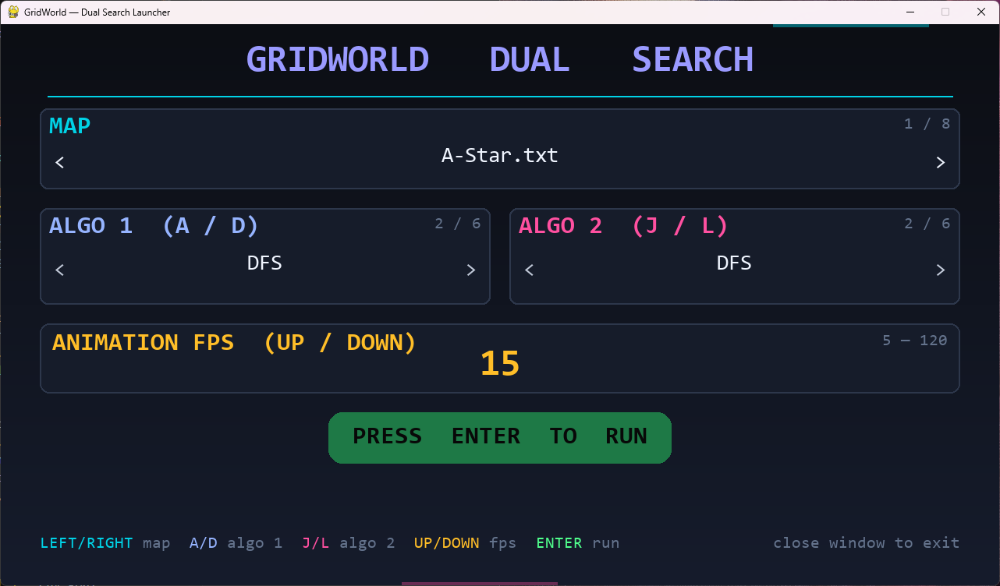 GridWorld — Dual Search Launcher
GRIDWORLD DUAL SEARCH
MAP 1 / 8
< A-Star.txt >
ALGO 1 (A / D) 2 / 6
< DFS >
ALGO 2 (J / L) 2 / 6
< DFS >
ANIMATION FPS (UP / DOWN) 5 — 120
15
PRESS ENTER TO RUN
LEFT/RIGHT map A/D algo 1 J/L algo 2 UP/DOWN fps ENTER run close window to exit